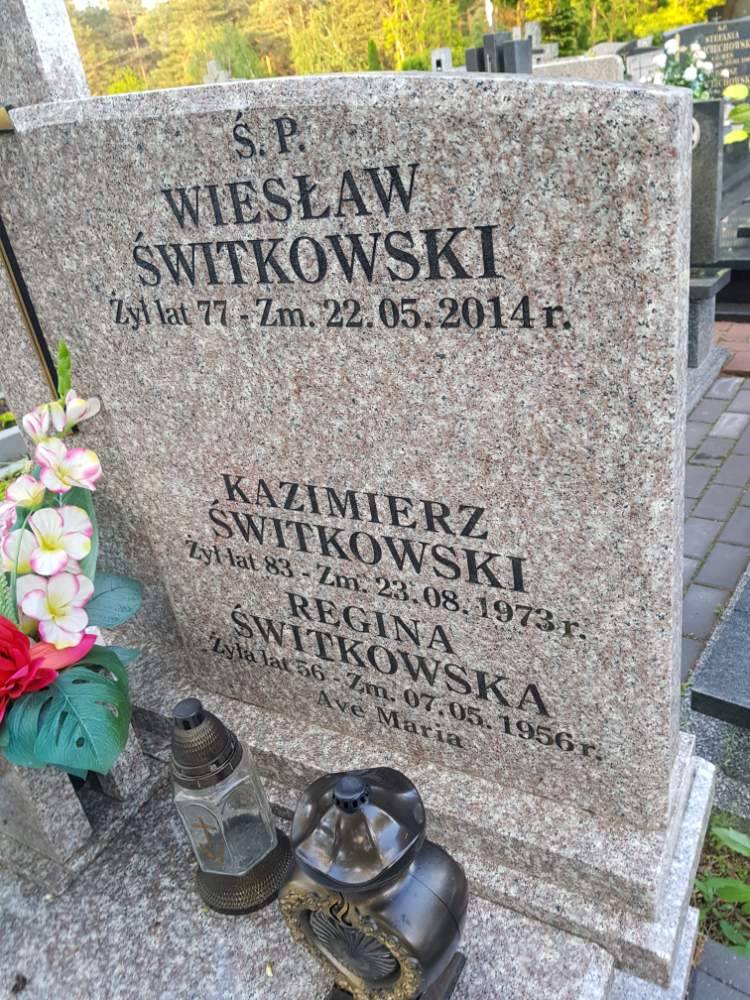 Ś. P.
WIESŁAW
ŚWITKOWSKI
Żył lat 77 - Zm. 22.05.2014 r.
KAZIMIERZ
ŚWITKOWSKI
Żył lat 83 - Zm. 23.08.1973 r.
REGINA
ŚWITKOWSKA
Żyła lat 56 - Zm. 07.05.1956 r.
Ave Maria
STEFANIA